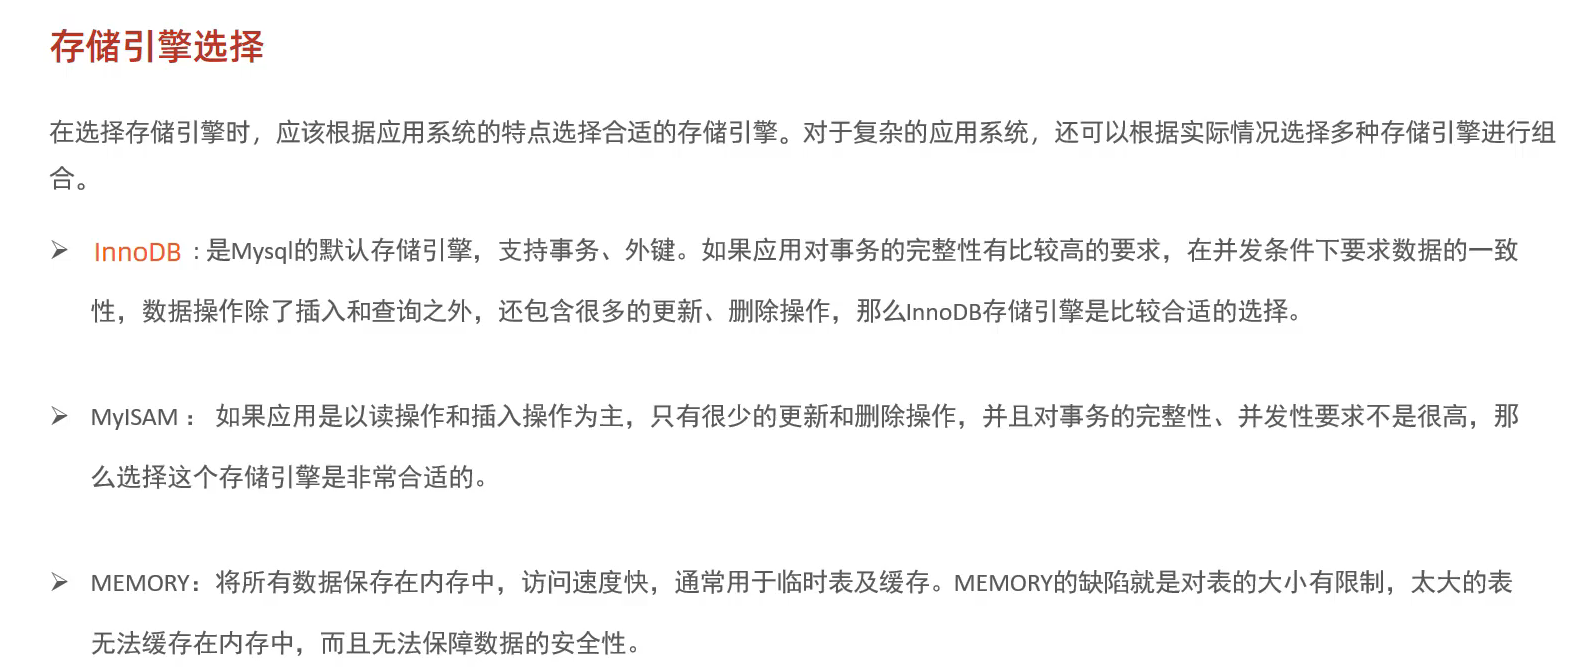 存储引擎选择
在选择存储引擎时，应该根据应用系统的特点选择合适的存储引擎。对于复杂的应用系统，还可以根据实际情况选择多种存储引擎进行组
合。
➢ InnoDB : 是Mysql的默认存储引擎，支持事务、外键。如果应用对事务的完整性有比较高的要求，在并发条件下要求数据的一致
性，数据操作除了插入和查询之外，还包含很多的更新、删除操作，那么InnoDB存储引擎是比较合适的选择。
➢ MyISAM ： 如果应用是以读操作和插入操作为主，只有很少的更新和删除操作，并且对事务的完整性、并发性要求不是很高，那
么选择这个存储引擎是非常合适的。
➢ MEMORY：将所有数据保存在内存中，访问速度快，通常用于临时表及缓存。MEMORY的缺陷就是对表的大小有限制，太大的表
无法缓存在内存中，而且无法保障数据的安全性。